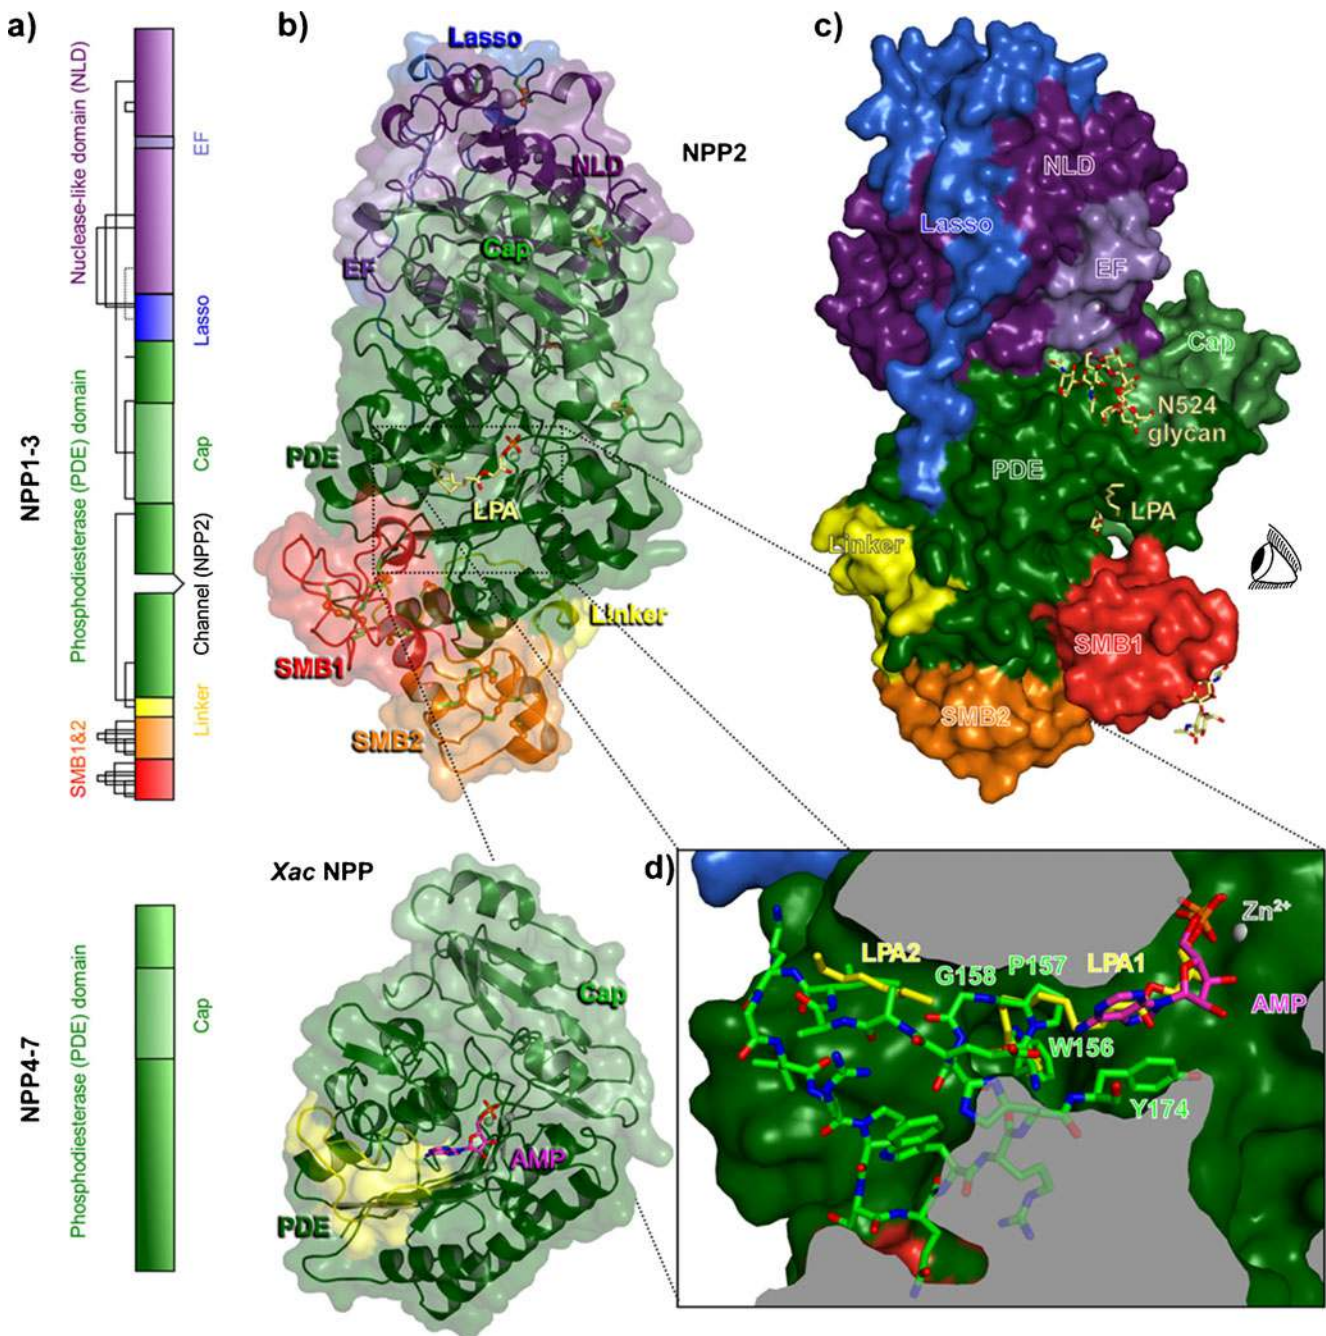 a)
NPP1-3
Nuclease-like domain (NLD)
EF
Lasso
Phosphodiesterase (PDE) domain
Cap
Channel (NPP2)
Linker
SMB1&2
NPP4-7
Phosphodiesterase (PDE) domain
Cap
b)
Lasso
NPP2
NLD
Cap
EF
PDE
LPA
Linker
SMB1
SMB2
Xac NPP
Cap
AMP
PDE
c)
NLD
Lasso
EF
Cap
N524
glycan
PDE
LPA
Linker
SMB1
SMB2
d)
Zn²⁺
LPA2
P157
G158
LPA1
AMP
W156
Y174